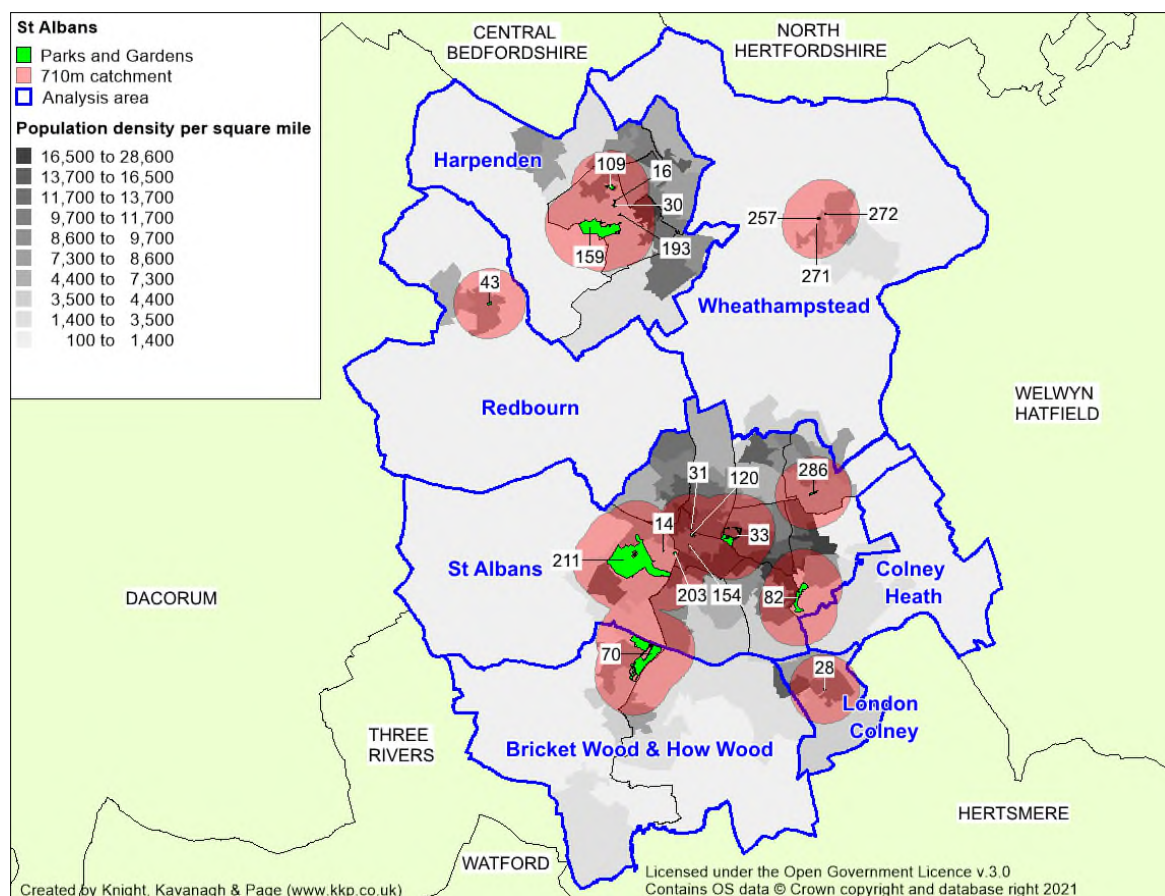 St Albans
Parks and Gardens
710m catchment
Analysis area
Population density per square mile
16,500 to 28,600
13,700 to 16,500
11,700 to 13,700
9,700 to 11,700
8,600 to 9,700
7,300 to 8,600
4,400 to 7,300
3,500 to 4,400
1,400 to 3,500
100 to 1,400
CENTRAL
BEDFORDSHIRE
NORTH
HERTFORDSHIRE
Harpenden
109
16
30
193
159
257
272
271
43
Wheathampstead
Redbourn
WELWYN
HATFIELD
31
120
286
14
33
211
St Albans
203
154
82
Colney
Heath
DACORUM
70
28
London
Colney
THREE
RIVERS
Bricket Wood & How Wood
HERTSMERE
WATFORD
Created by Knight, Kavanagh & Page (www.kkp.co.uk)
Licensed under the Open Government Licence v.3.0
Contains OS data © Crown copyright and database right 2021